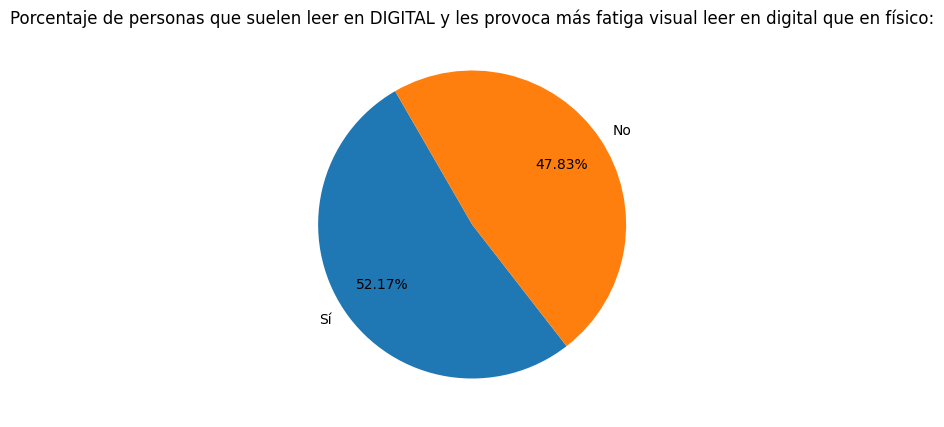 Porcentaje de personas que suelen leer en DIGITAL y les provoca más fatiga visual leer en digital que en físico:
No
47.83%
52.17%
Sí